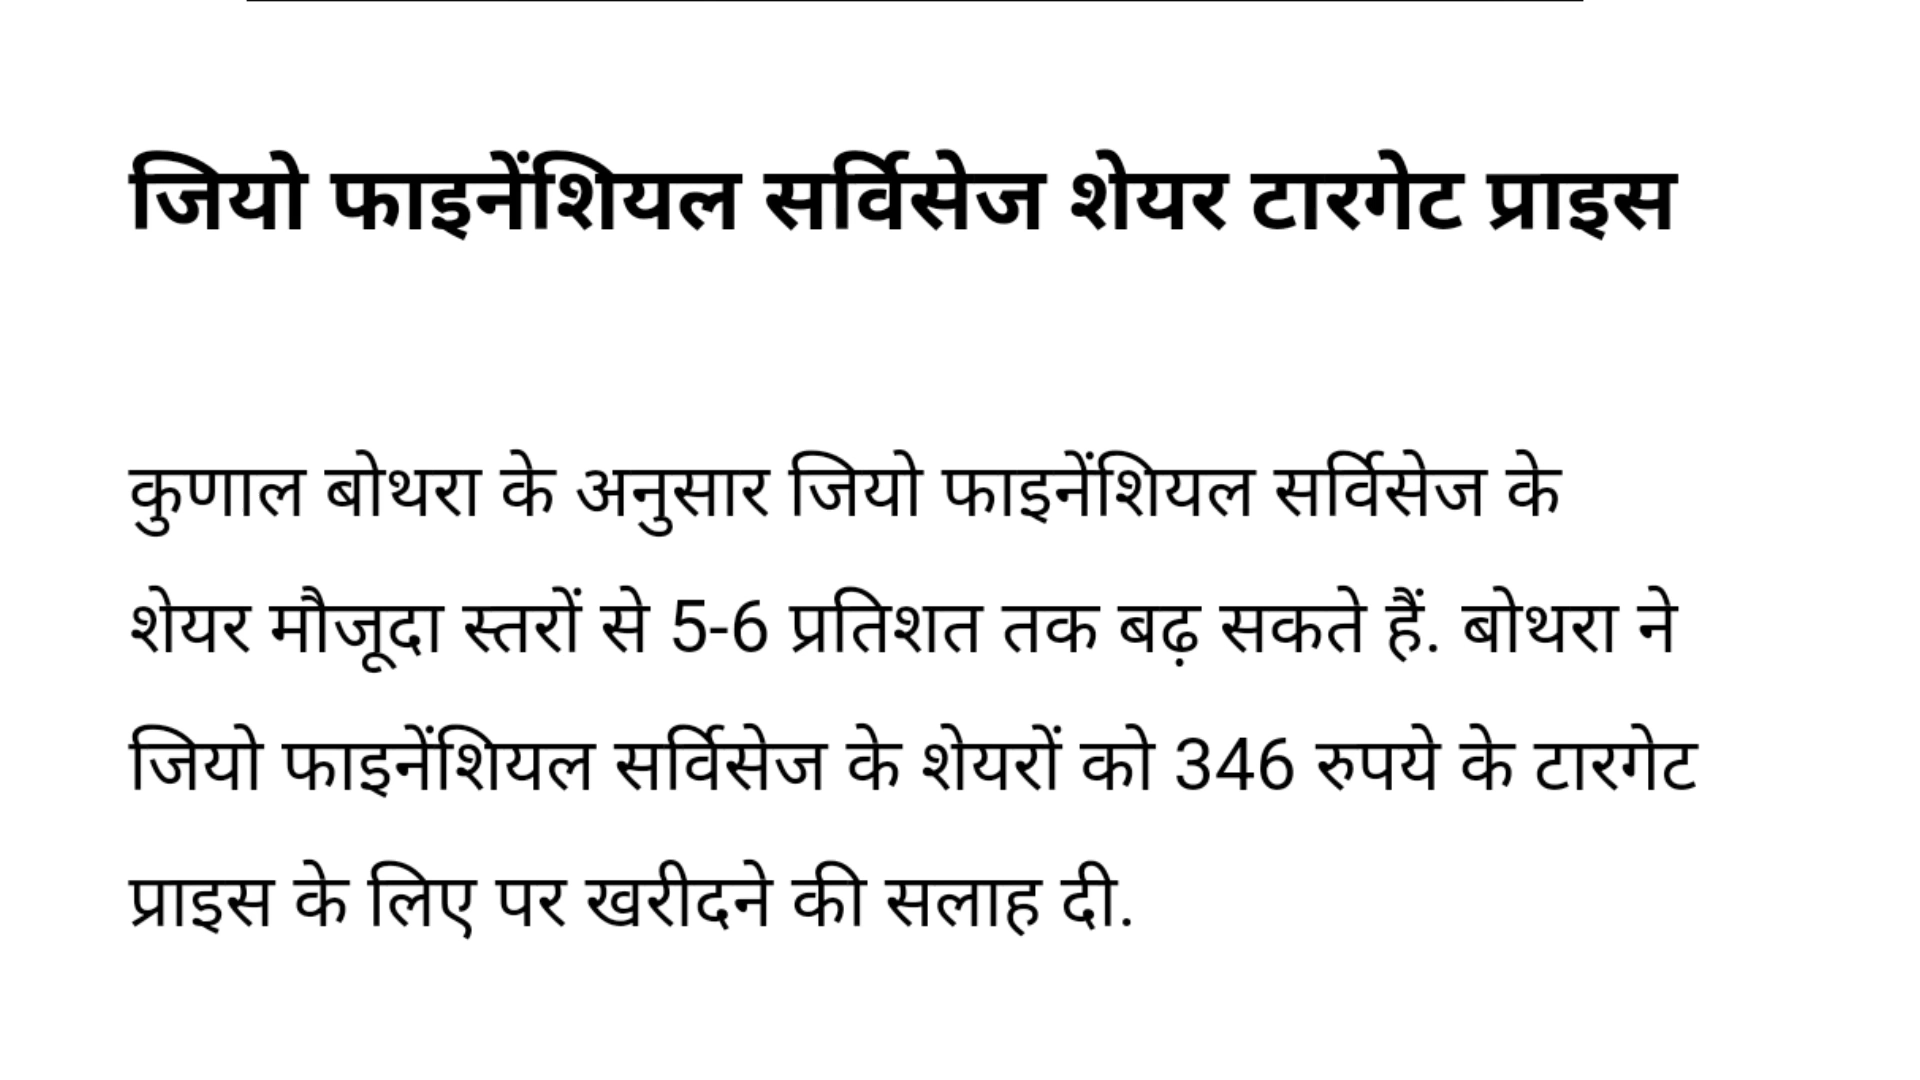 जियो फाइनेंशियल सर्विसेज शेयर टारगेट प्राइस
कुणाल बोथरा के अनुसार जियो फाइनेंशियल सर्विसेज के
शेयर मौजूदा स्तरों से 5-6 प्रतिशत तक बढ़ सकते हैं. बोथरा ने
जियो फाइनेंशियल सर्विसेज के शेयरों को 346 रुपये के टारगेट
प्राइस के लिए पर खरीदने की सलाह दी.